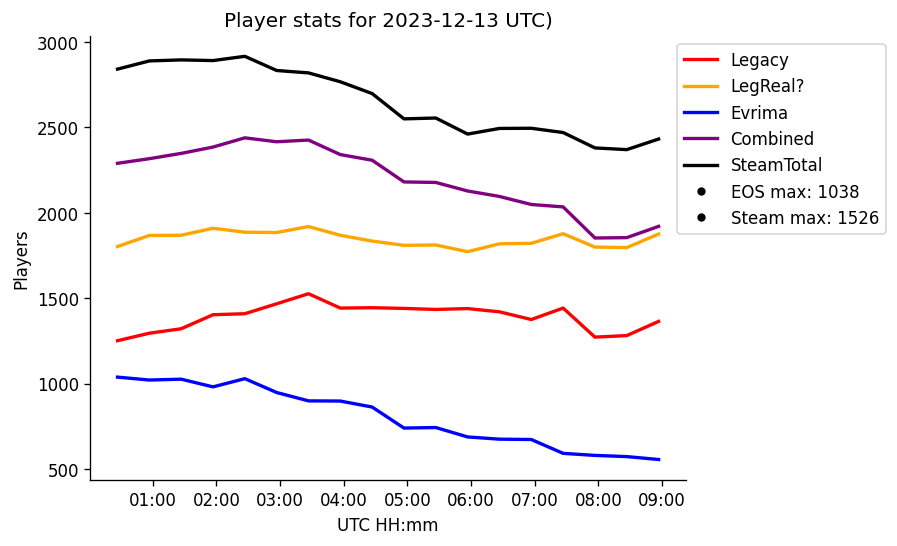 Player stats for 2023-12-13 UTC)
3000
2500
2000
1500
1000
500
Players
01:00 02:00 03:00 04:00 05:00 06:00 07:00 08:00 09:00
UTC HH:mm
Legacy
LegReal?
Evrima
Combined
SteamTotal
EOS max: 1038
Steam max: 1526